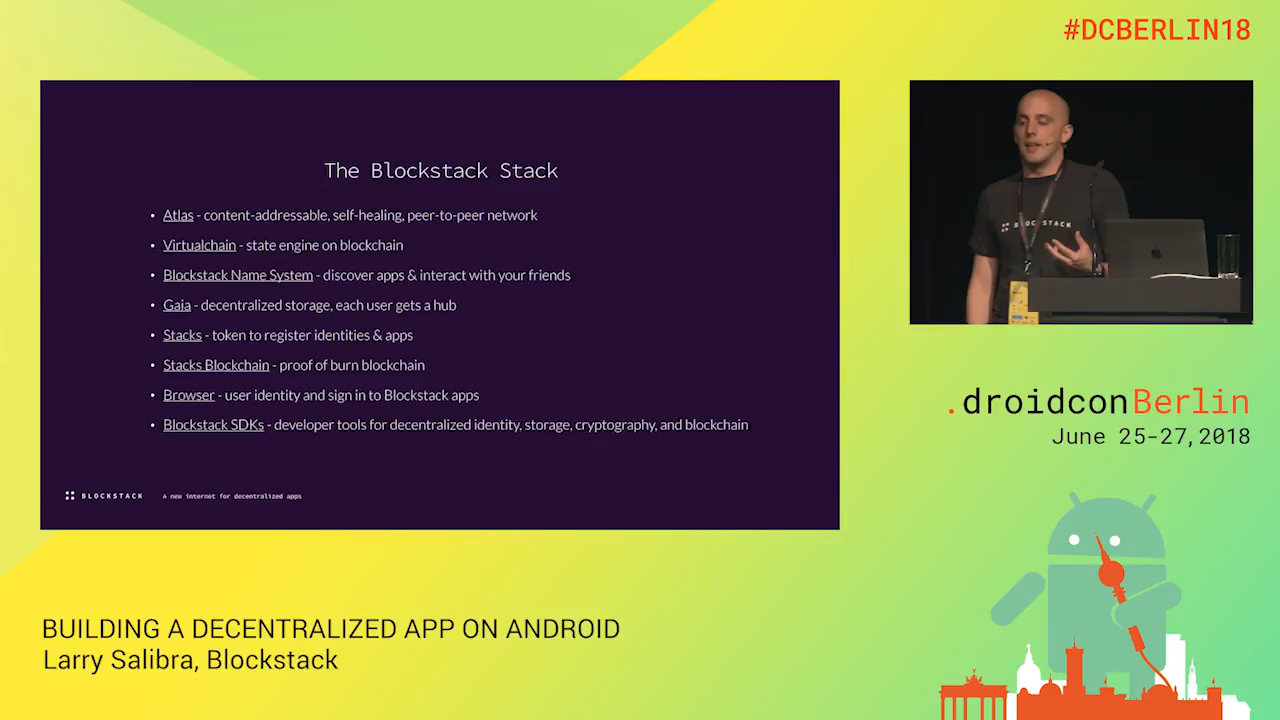 #DCBERLIN18
The Blockstack Stack
• Atlas - content-addressable, self-healing, peer-to-peer network
• Virtualchain - state engine on blockchain
• Blockstack Name System - discover apps & interact with your friends
• Gaia - decentralized storage, each user gets a hub
• Stacks - token to register identities & apps
• Stacks Blockchain - proof of burn blockchain
• Browser - user identity and sign in to Blockstack apps
• Blockstack SDKs - developer tools for decentralized identity, storage, cryptography, and blockchain
BLOCKSTACK A new internet for decentralized apps
BLOCKSTACK
.droidconBerlin
June 25-27, 2018
BUILDING A DECENTRALIZED APP ON ANDROID
Larry Salibra, Blockstack